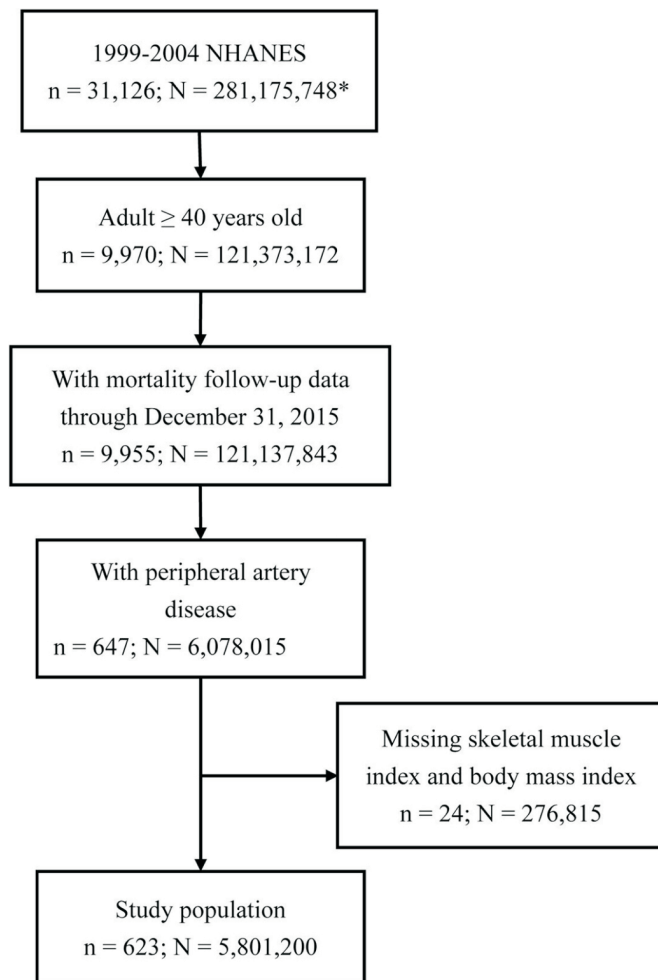 1999-2004 NHANES
n = 31,126; N = 281,175,748*
Adult ≥ 40 years old
n = 9,970; N = 121,373,172
With mortality follow-up data
through December 31, 2015
n = 9,955; N = 121,137,843
With peripheral artery
disease
n = 647; N = 6,078,015
Missing skeletal muscle
index and body mass index
n = 24; N = 276,815
Study population
n = 623; N = 5,801,200